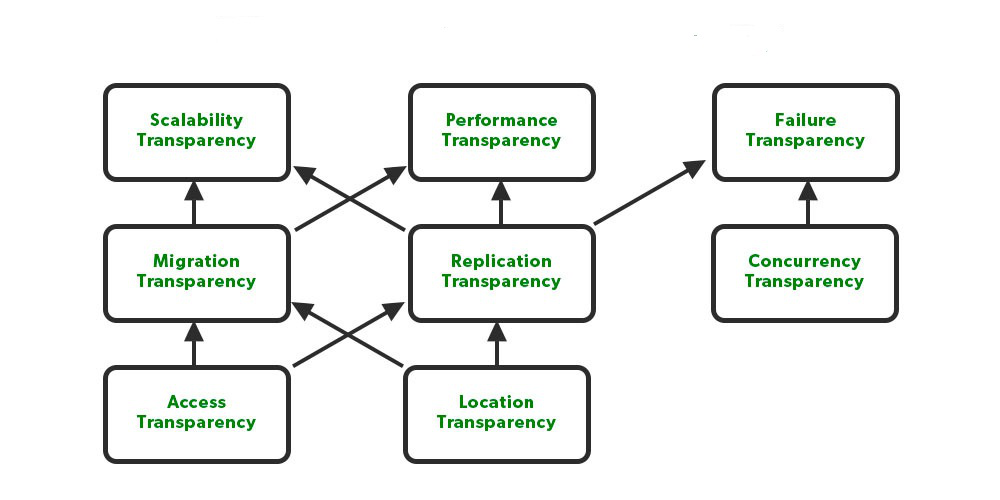 Scalability
Transparency
Performance
Transparency
Failure
Transparency
Migration
Transparency
Replication
Transparency
Concurrency
Transparency
Access
Transparency
Location
Transparency